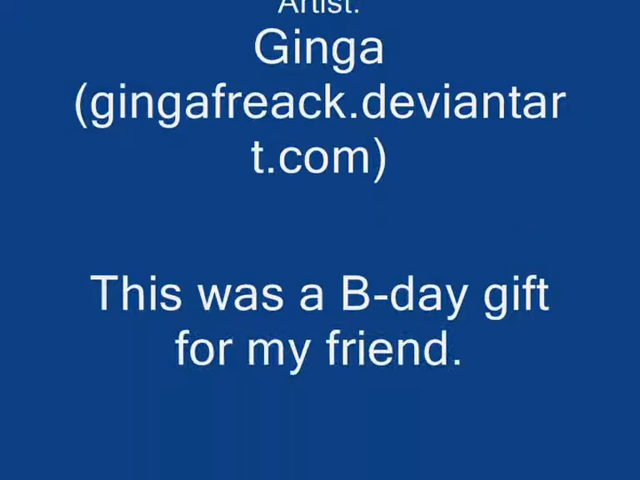 Artist:
Ginga
(gingafreack.deviantar
t.com)
This was a B-day gift
for my friend.